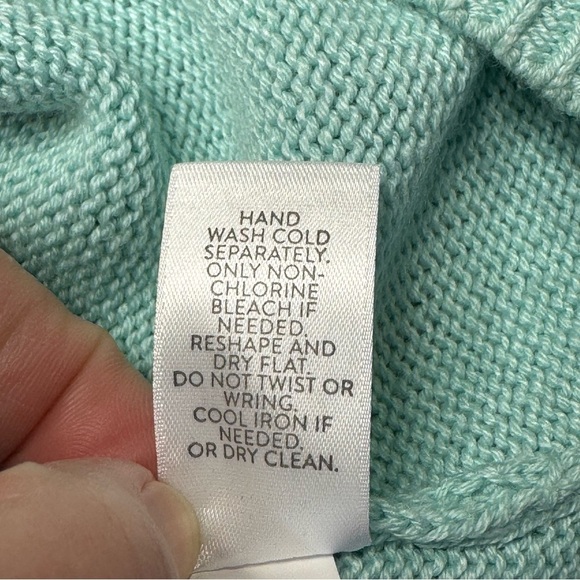 HAND
WASH COLD
SEPARATELY.
ONLY NON-
CHLORINE
BLEACH IF
NEEDED.
RESHAPE AND
DRY FLAT.
DO NOT TWIST OR
WRING.
COOL IRON IF
NEEDED.
OR DRY CLEAN.